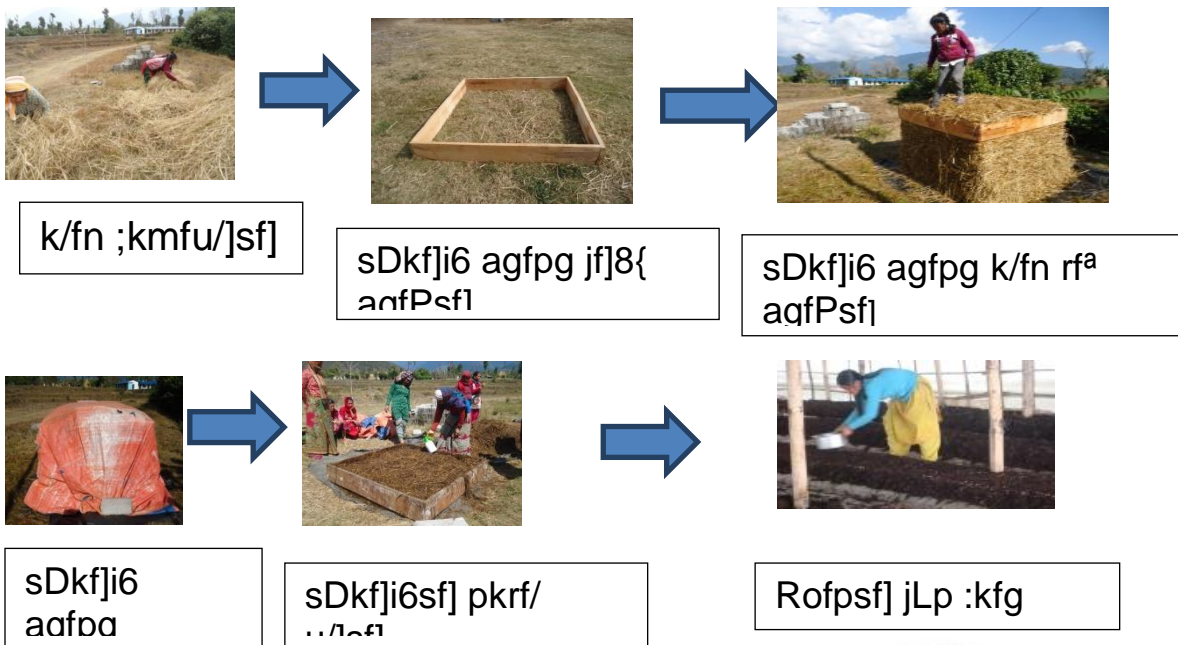 k/fn ;kmfu/]sf]
sDkf]i6 agfpg jf]8{
agfPsf]
sDkf]i6 agfpg k/fn rfª
agfPsf]
sDkf]i6
agfpg
sDkf]i6sf] pkrf/
u/]sf]
Rofpsf] jLp :kfg